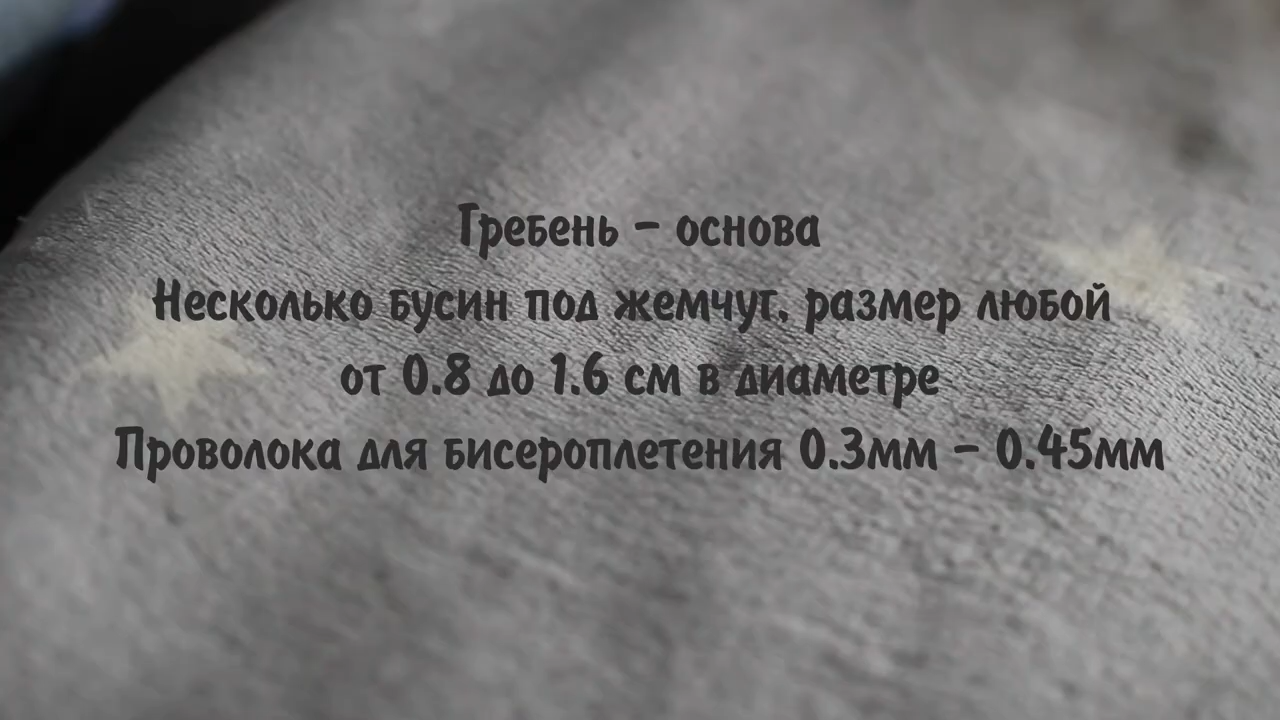 Гребень - основа
Несколько бусин под жемчуг, размер любой
от 0.8 до 1.6 см в диаметре
Проволока для бисероплетения 0.3мм - 0.45мм